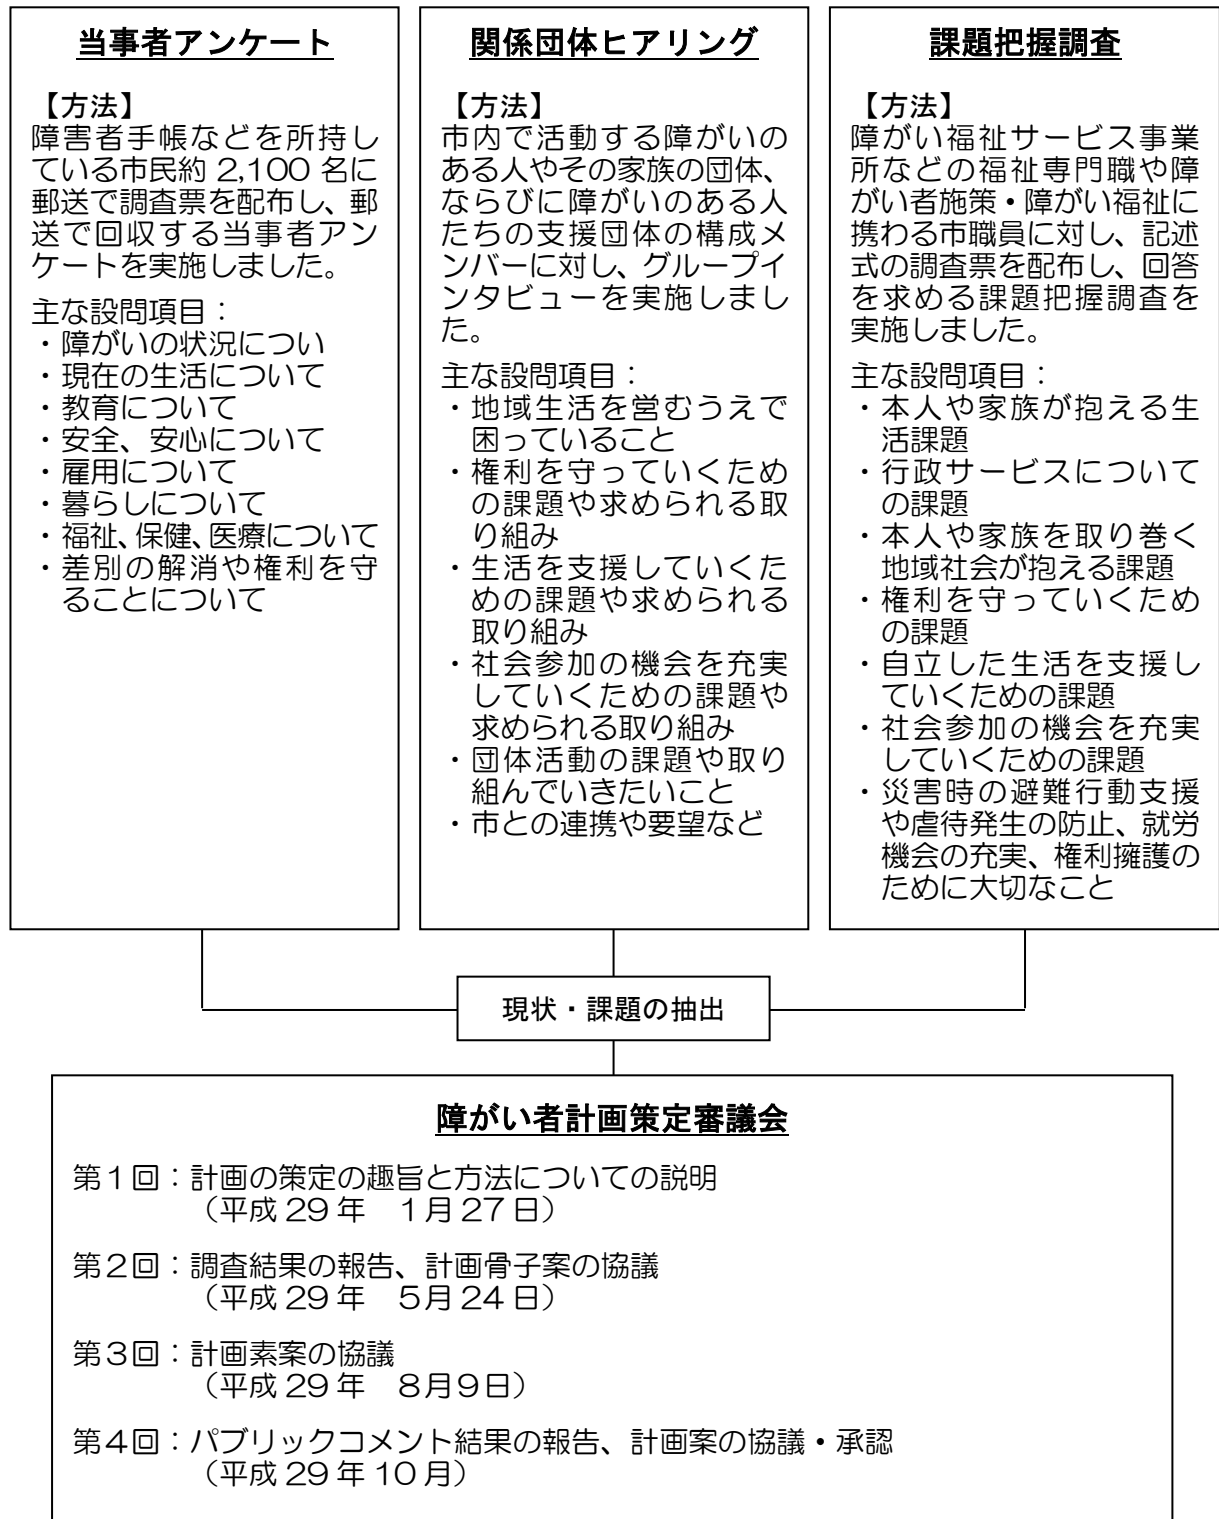 当事者アンケート
【方法】
障害者手帳などを所持し
ている市民約 2,100 名に
郵送で調査票を配布し、郵
送で回収する当事者アン
ケートを実施しました。
主な設問項目：
・障がいの状況につい
・現在の生活について
・教育について
・安全、安心について
・雇用について
・暮らしについて
・福祉、保健、医療について
・差別の解消や権利を守
ることについて
関係団体ヒアリング
【方法】
市内で活動する障がいの
ある人やその家族の団体、
ならびに障がいのある人
たちの支援団体の構成メ
ンバーに対し、グループイ
ンタビューを実施しまし
た。
主な設問項目：
・地域生活を営むうえで
困っていること
・権利を守っていくため
の課題や求められる取
り組み
・生活を支援していくた
めの課題や求められる
取り組み
・社会参加の機会を充実
していくための課題や
求められる取り組み
・団体活動の課題や取り
組んでいきたいこと
・市との連携や要望など
課題把握調査
【方法】
障がい福祉サービス事業
所などの福祉専門職や障
がい者施策・障がい福祉に
携わる市職員に対し、記述
式の調査票を配布し、回答
を求める課題把握調査を
実施しました。
主な設問項目：
・本人や家族が抱える生
活課題
・行政サービスについて
の課題
・本人や家族を取り巻く
地域社会が抱える課題
・権利を守っていくため
の課題
・自立した生活を支援し
ていくための課題
・社会参加の機会を充実
していくための課題
・災害時の避難行動支援
や虐待発生の防止、就労
機会の充実、権利擁護の
ために大切なこと
現状・課題の抽出
障がい者計画策定審議会
第１回：計画の策定の趣旨と方法についての説明
（平成 29 年　１月 27 日）
第２回：調査結果の報告、計画骨子案の協議
（平成 29 年　５月 24 日）
第３回：計画素案の協議
（平成 29 年　８月９日）
第４回：パブリックコメント結果の報告、計画案の協議・承認
（平成 29 年 10 月）